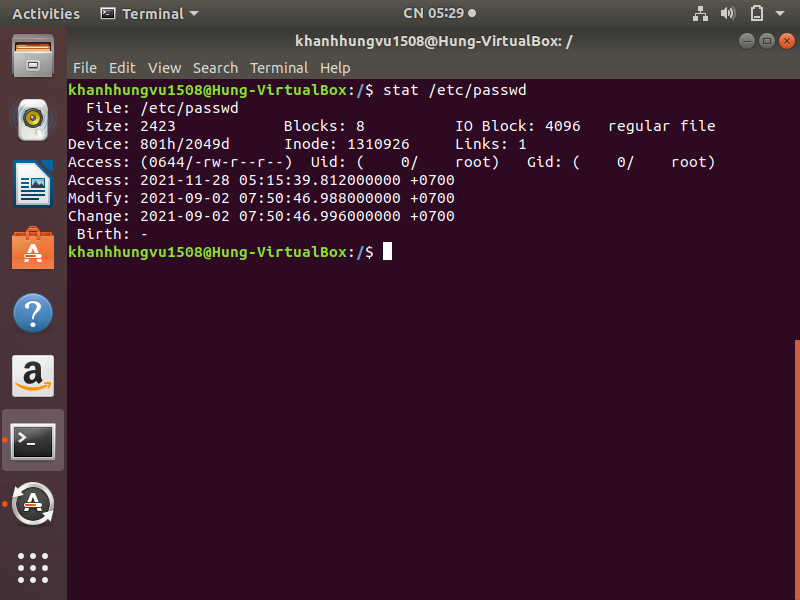 Activities Terminal CN 05:29
khanhhungvu1508@Hung-VirtualBox: /
File Edit View Search Terminal Help
khanhhungvu1508@Hung-VirtualBox:/$ stat /etc/passwd
  File: /etc/passwd
  Size: 2423            Blocks: 8          IO Block: 4096   regular file
Device: 801h/2049d      Inode: 1310926     Links: 1
Access: (0644/-rw-r--r--)  Uid: (    0/    root)   Gid: (    0/    root)
Access: 2021-11-28 05:15:39.812000000 +0700
Modify: 2021-09-02 07:50:46.988000000 +0700
Change: 2021-09-02 07:50:46.996000000 +0700
 Birth: -
khanhhungvu1508@Hung-VirtualBox:/$